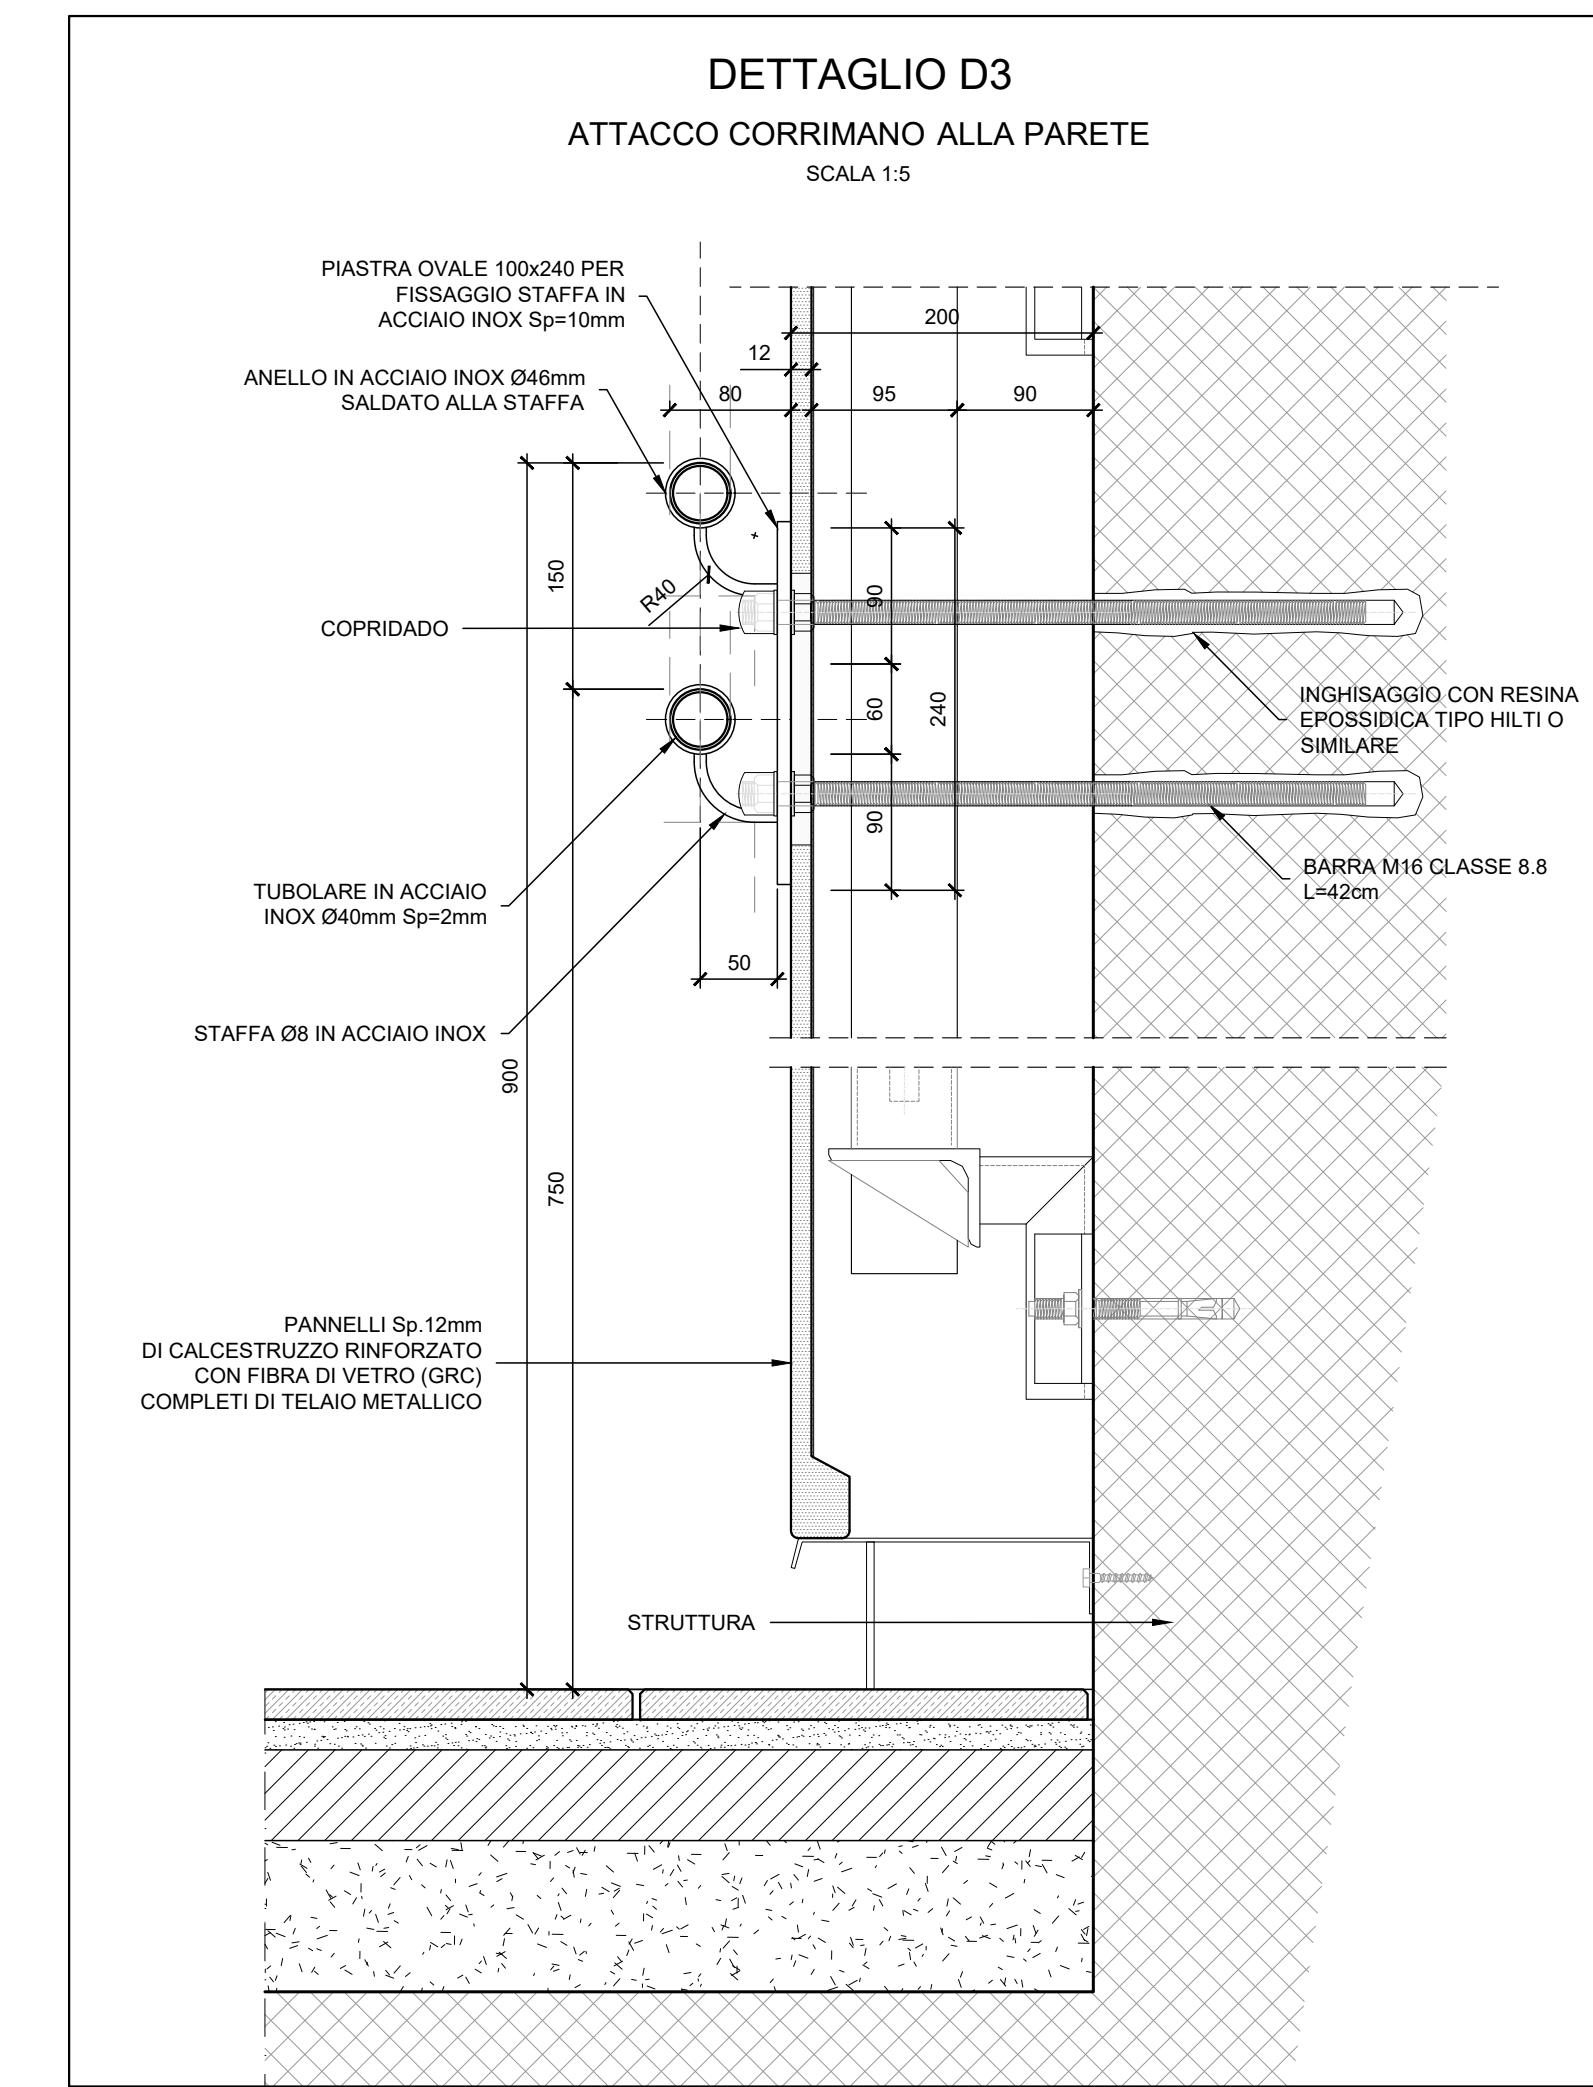 DETTAGLIO D3
ATTACCO CORRIMANO ALLA PARETE
SCALA 1:5
PIASTRA OVALE 100x240 PER
FISSAGGIO STAFFA IN
ACCIAIO INOX Sp=10mm
200
12
ANELLO IN ACCIAIO INOX Ø46mm
SALDATO ALLA STAFFA
80
95
90
150
R40
90
COPRIDADO
INGHISAGGIO CON RESINA
EPOSSIDICA TIPO HILTI O
SIMILARE
60
240
90
BARRA M16 CLASSE 8.8
L=42cm
TUBOLARE IN ACCIAIO
INOX Ø40mm Sp=2mm
50
STAFFA Ø8 IN ACCIAIO INOX
900
750
PANNELLI Sp.12mm
DI CALCESTRUZZO RINFORZATO
CON FIBRA DI VETRO (GRC)
COMPLETI DI TELAIO METALLICO
STRUTTURA